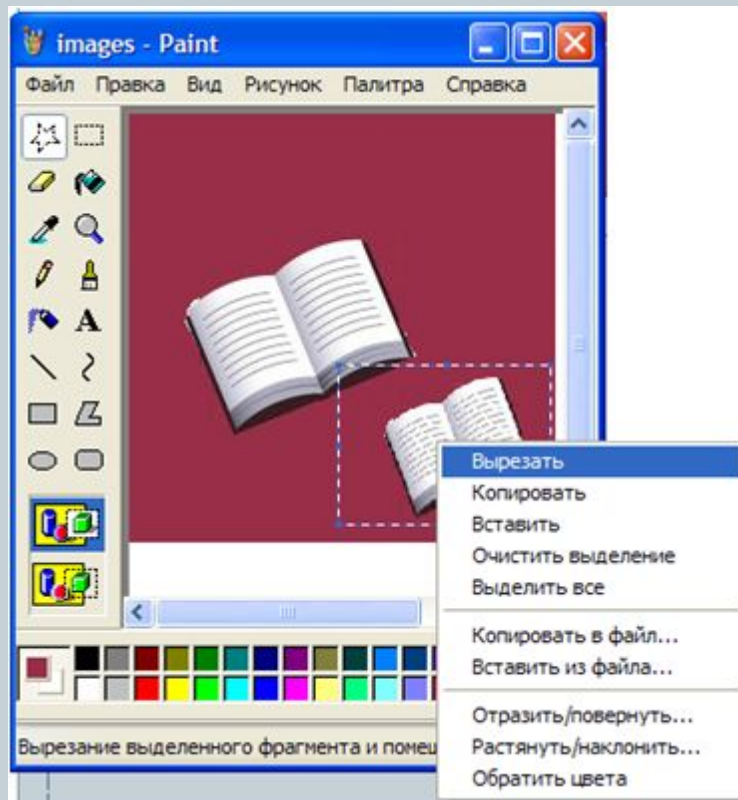 images - Paint
Файл Правка Вид Рисунок Палитра Справка
A
Вырезать
Копировать
Вставить
Очистить выделение
Выделить все
Копировать в файл...
Вставить из файла...
Отразить/повернуть...
Растянуть/наклонить...
Обратить цвета
Вырезание выделенного фрагмента и